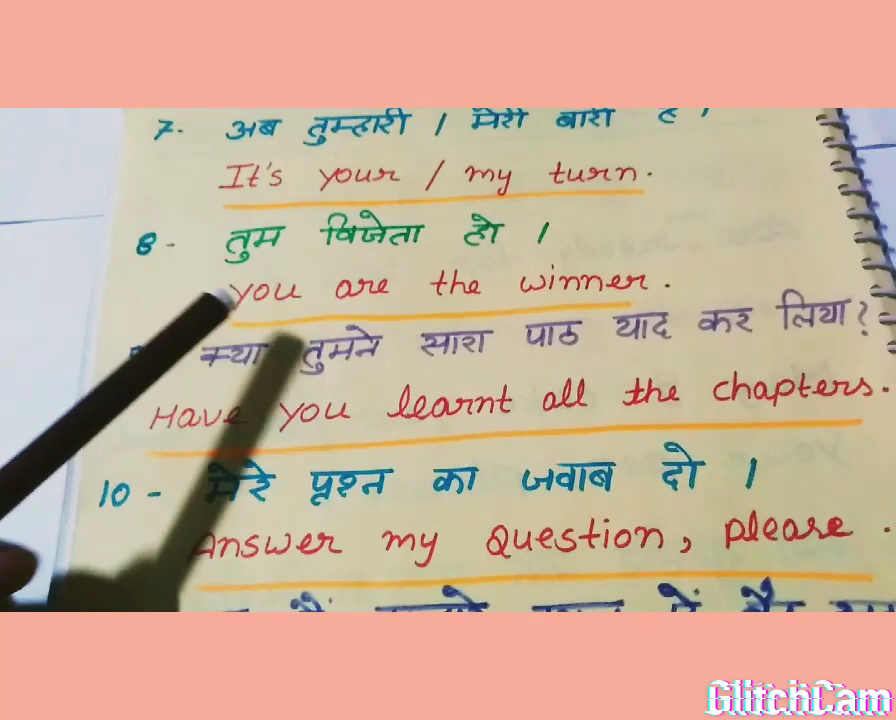 7. अब तुम्हारी / मेरी बारी है ।
It's your / my turn.
8 - तुम विजेता हो ।
You are the winner.
क्या तुमने सारा पाठ याद कर लिया?
Have you learnt all the chapters.
10 - मेरे प्रश्न का जवाब दो ।
Answer my Question, please.
GlitchCam